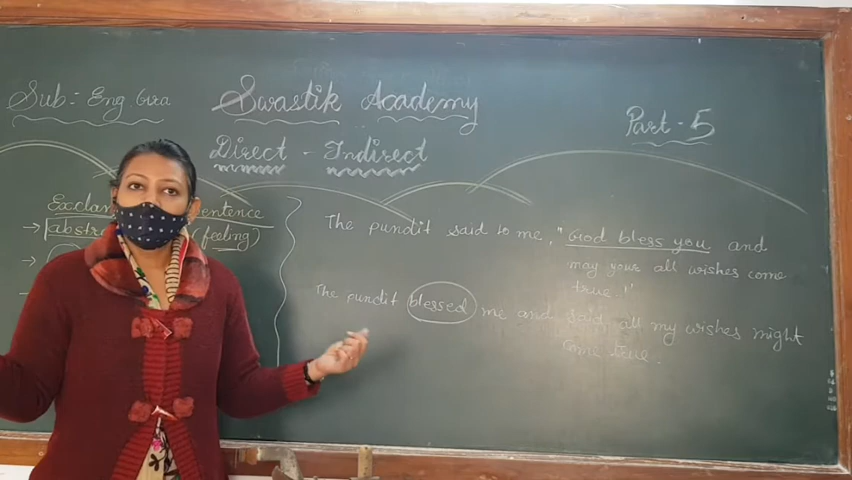 Sub:- Eng. Gra
Swastik Academy
Part - 5
Direct - Indirect
Sentence
(feeling)
The pundit said to me, "God bless you and
may your all wishes come
true.!"
The pundit blessed me and said all my wishes might
come true.